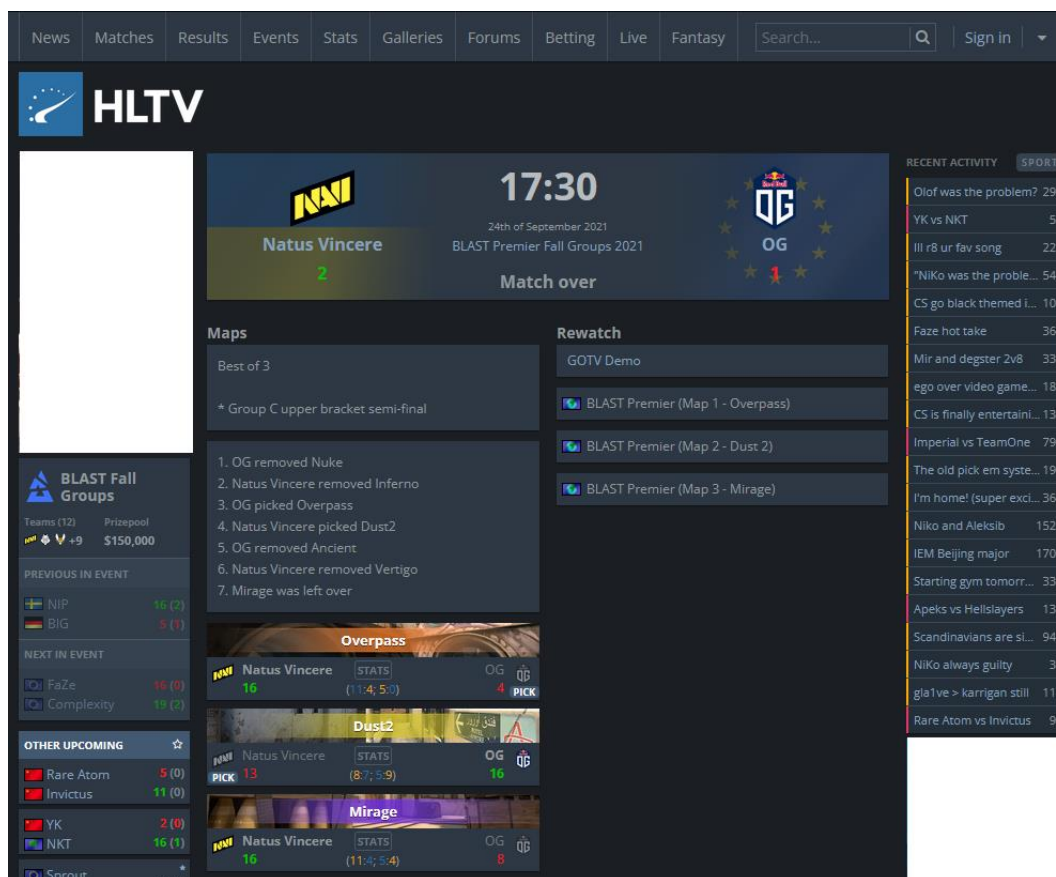 News Matches Results Events Stats Galleries Forums Betting Live Fantasy Search... Sign in
HLTV
NAVI
Natus Vincere
2
17:30
24th of September 2021
BLAST Premier Fall Groups 2021
Match over
Red Bull
OG
OG
1
Maps
Best of 3
* Group C upper bracket semi-final
1. OG removed Nuke
2. Natus Vincere removed Inferno
3. OG picked Overpass
4. Natus Vincere picked Dust2
5. OG removed Ancient
6. Natus Vincere removed Vertigo
7. Mirage was left over
Overpass
Natus Vincere STATS OG
16 (11:4; 5:0) 4 PICK
Dust2
Natus Vincere STATS OG
PICK 13 (8:7; 5:9) 16
Mirage
Natus Vincere STATS OG
16 (11:4; 5:4) 8
Rewatch
GOTV Demo
BLAST Premier (Map 1 - Overpass)
BLAST Premier (Map 2 - Dust 2)
BLAST Premier (Map 3 - Mirage)
BLAST Fall
Groups
Teams (12) Prizepool
+9 $150,000
PREVIOUS IN EVENT
NIP 16 (2)
BIG 5 (1)
NEXT IN EVENT
FaZe 16 (0)
Complexity 19 (2)
OTHER UPCOMING
Rare Atom 5 (0)
Invictus 11 (0)
YK 2 (0)
NKT 16 (1)
Sprout *
RECENT ACTIVITY SPORT
Olof was the problem? 29
YK vs NKT 5
III r8 ur fav song 22
"NiKo was the proble... 54
CS go black themed i... 10
Faze hot take 36
Mir and degster 2v8 33
ego over video game... 18
CS is finally entertaini... 13
Imperial vs TeamOne 79
The old pick em syste... 19
I'm home! (super exci... 36
Niko and Aleksib 152
IEM Beijing major 170
Starting gym tomorr... 33
Apeks vs Hellslayers 13
Scandinavians are si... 94
NiKo always guilty 3
gla1ve > karrigan still 11
Rare Atom vs Invictus 9